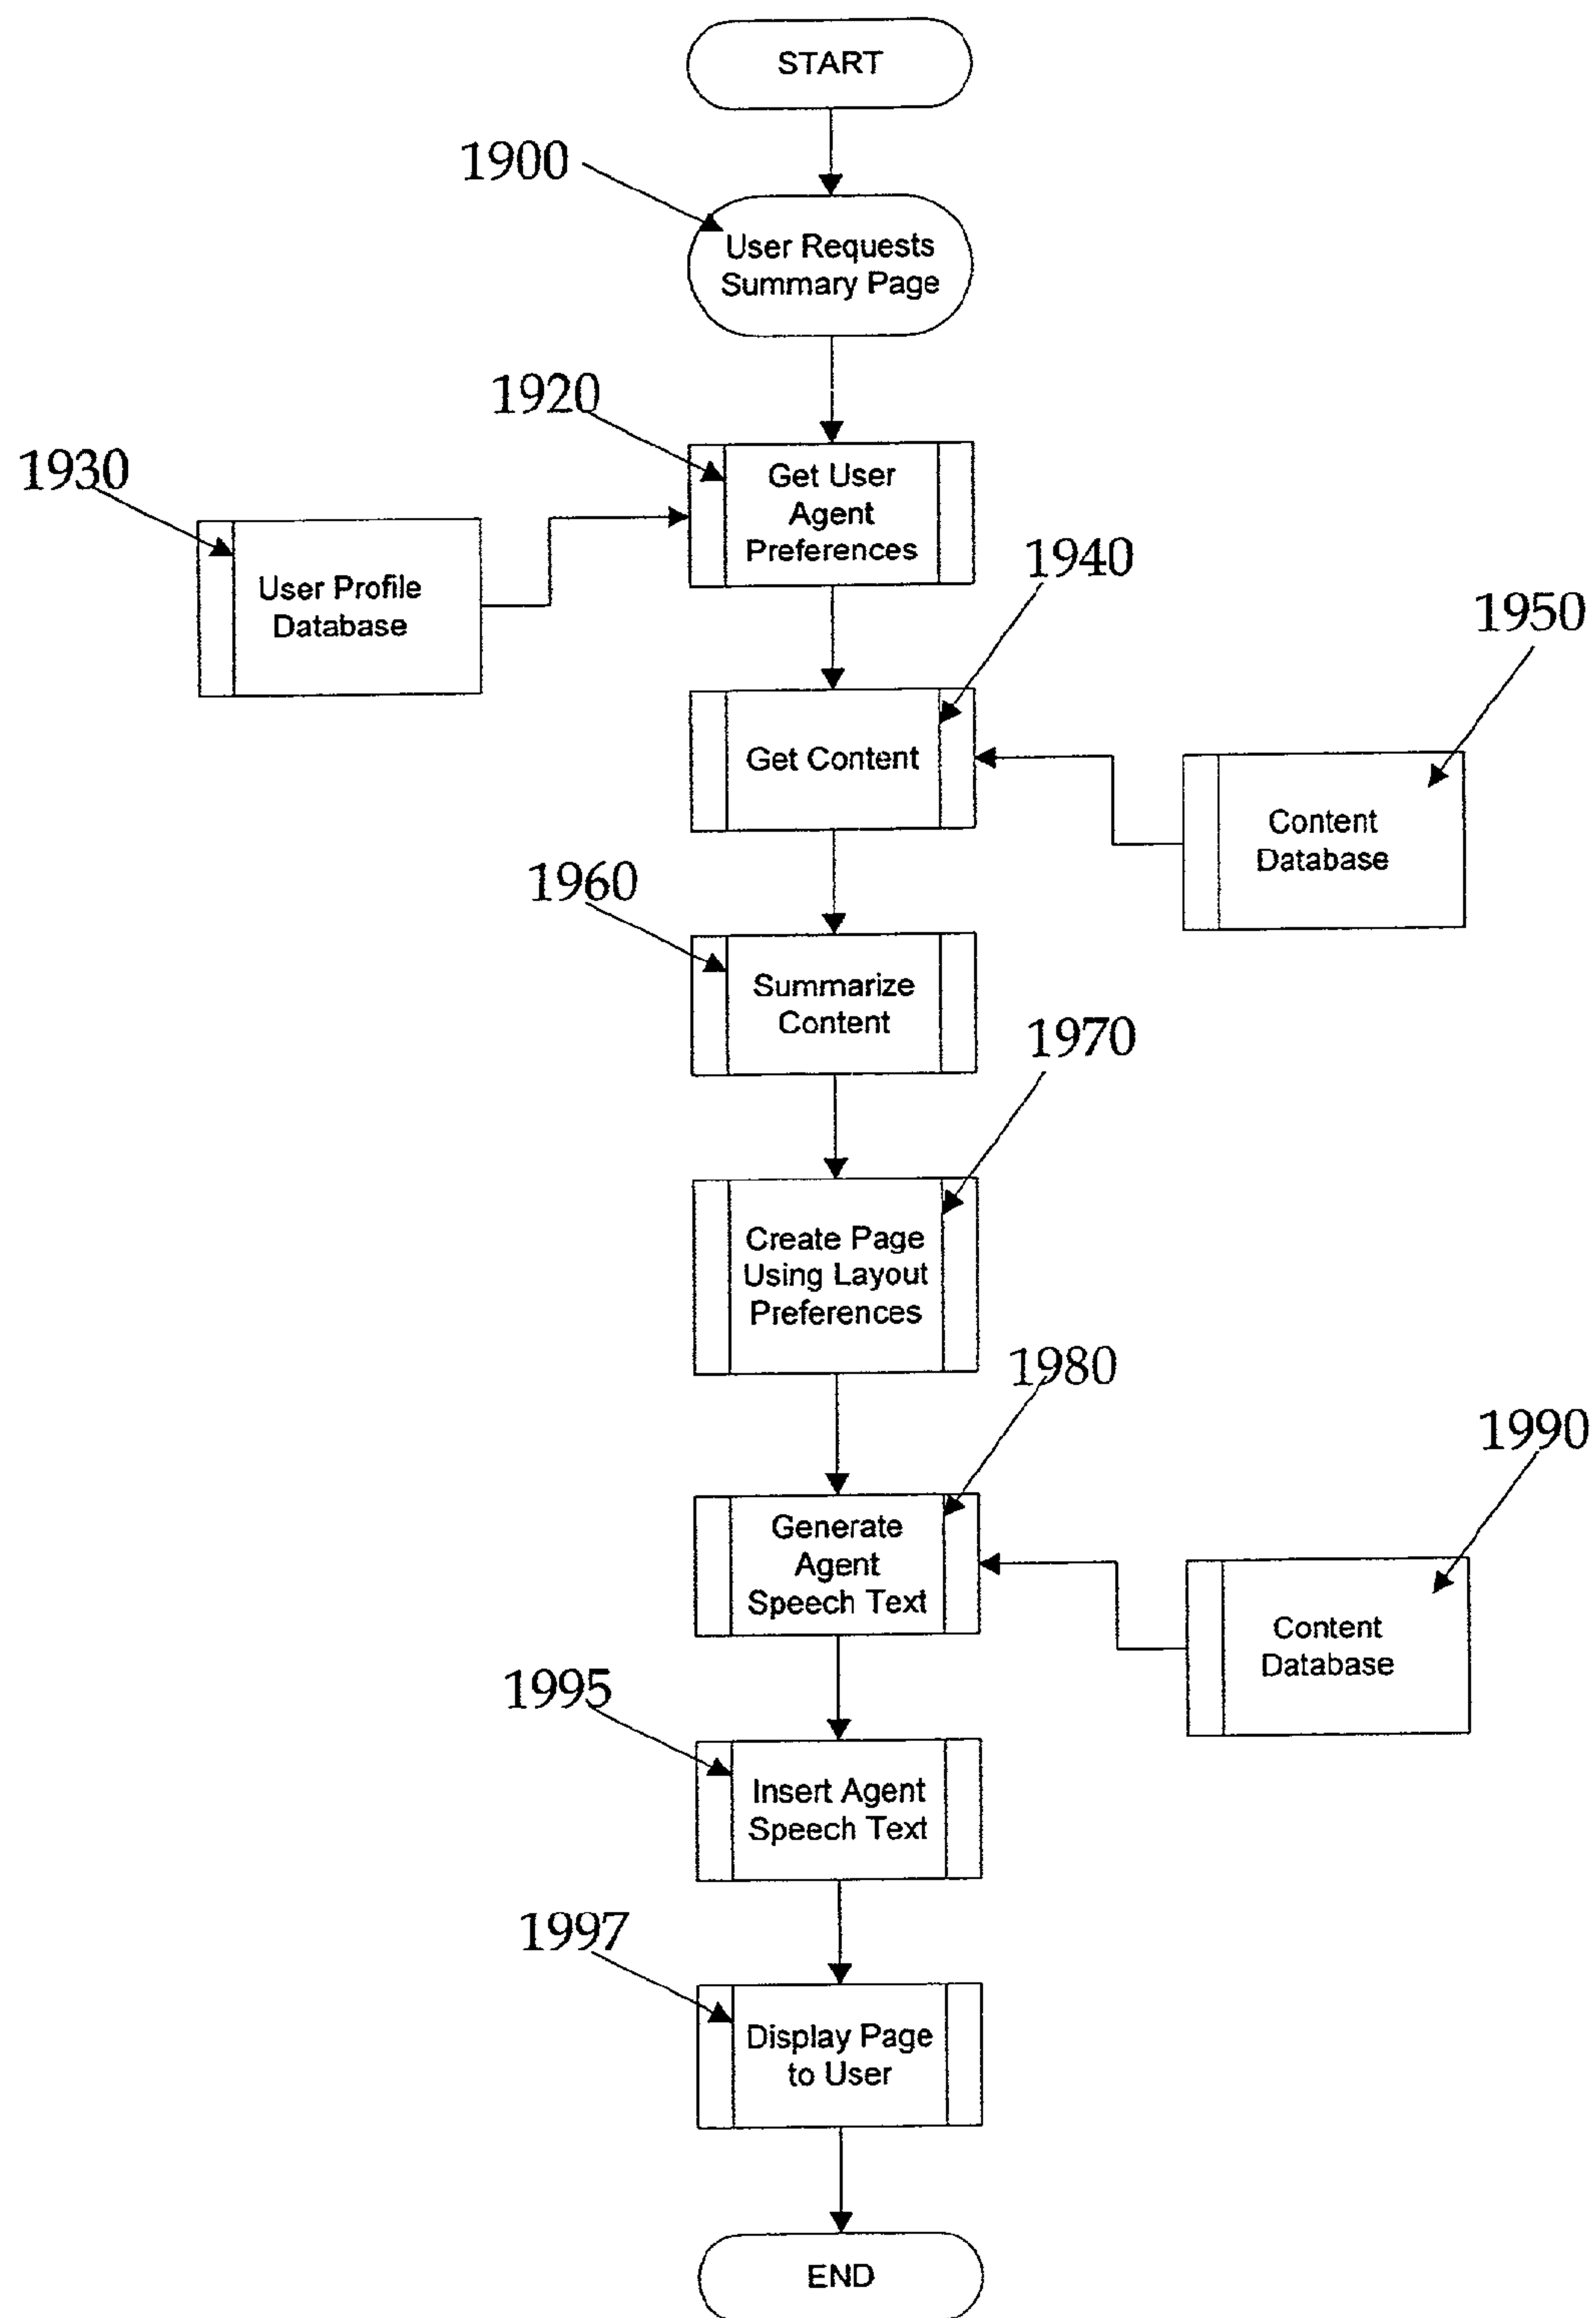 START
1900
User Requests
Summary Page
1920
1930
Get User
Agent
Preferences
User Profile
Database
1940
1950
Get Content
Content
Database
1960
Summarize
Content
1970
Create Page
Using Layout
Preferences
1980
1990
Generate
Agent
Speech Text
Content
Database
1995
Insert Agent
Speech Text
1997
Display Page
to User
END